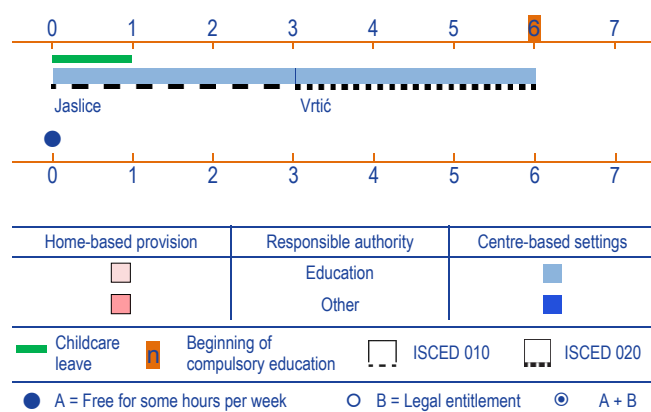 0 1 2 3 4 5 6 7
Jaslice Vrtić
0 1 2 3 4 5 6 7
Home-based provision Responsible authority Centre-based settings
Education
Other
Childcare leave n Beginning of compulsory education ISCED 010 ISCED 020
A = Free for some hours per week B = Legal entitlement A + B